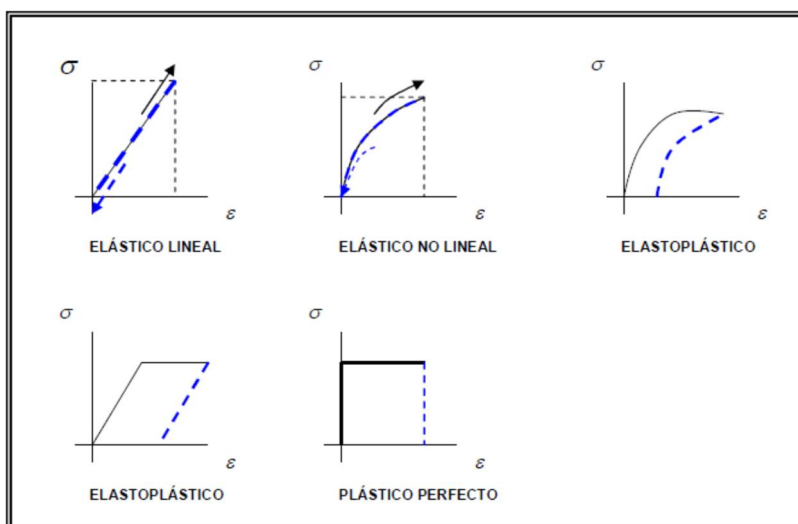 σ
ε
ELÁSTICO LINEAL
σ
ε
ELÁSTICO NO LINEAL
σ
ε
ELASTOPLÁSTICO
σ
ε
ELASTOPLÁSTICO
σ
ε
PLÁSTICO PERFECTO